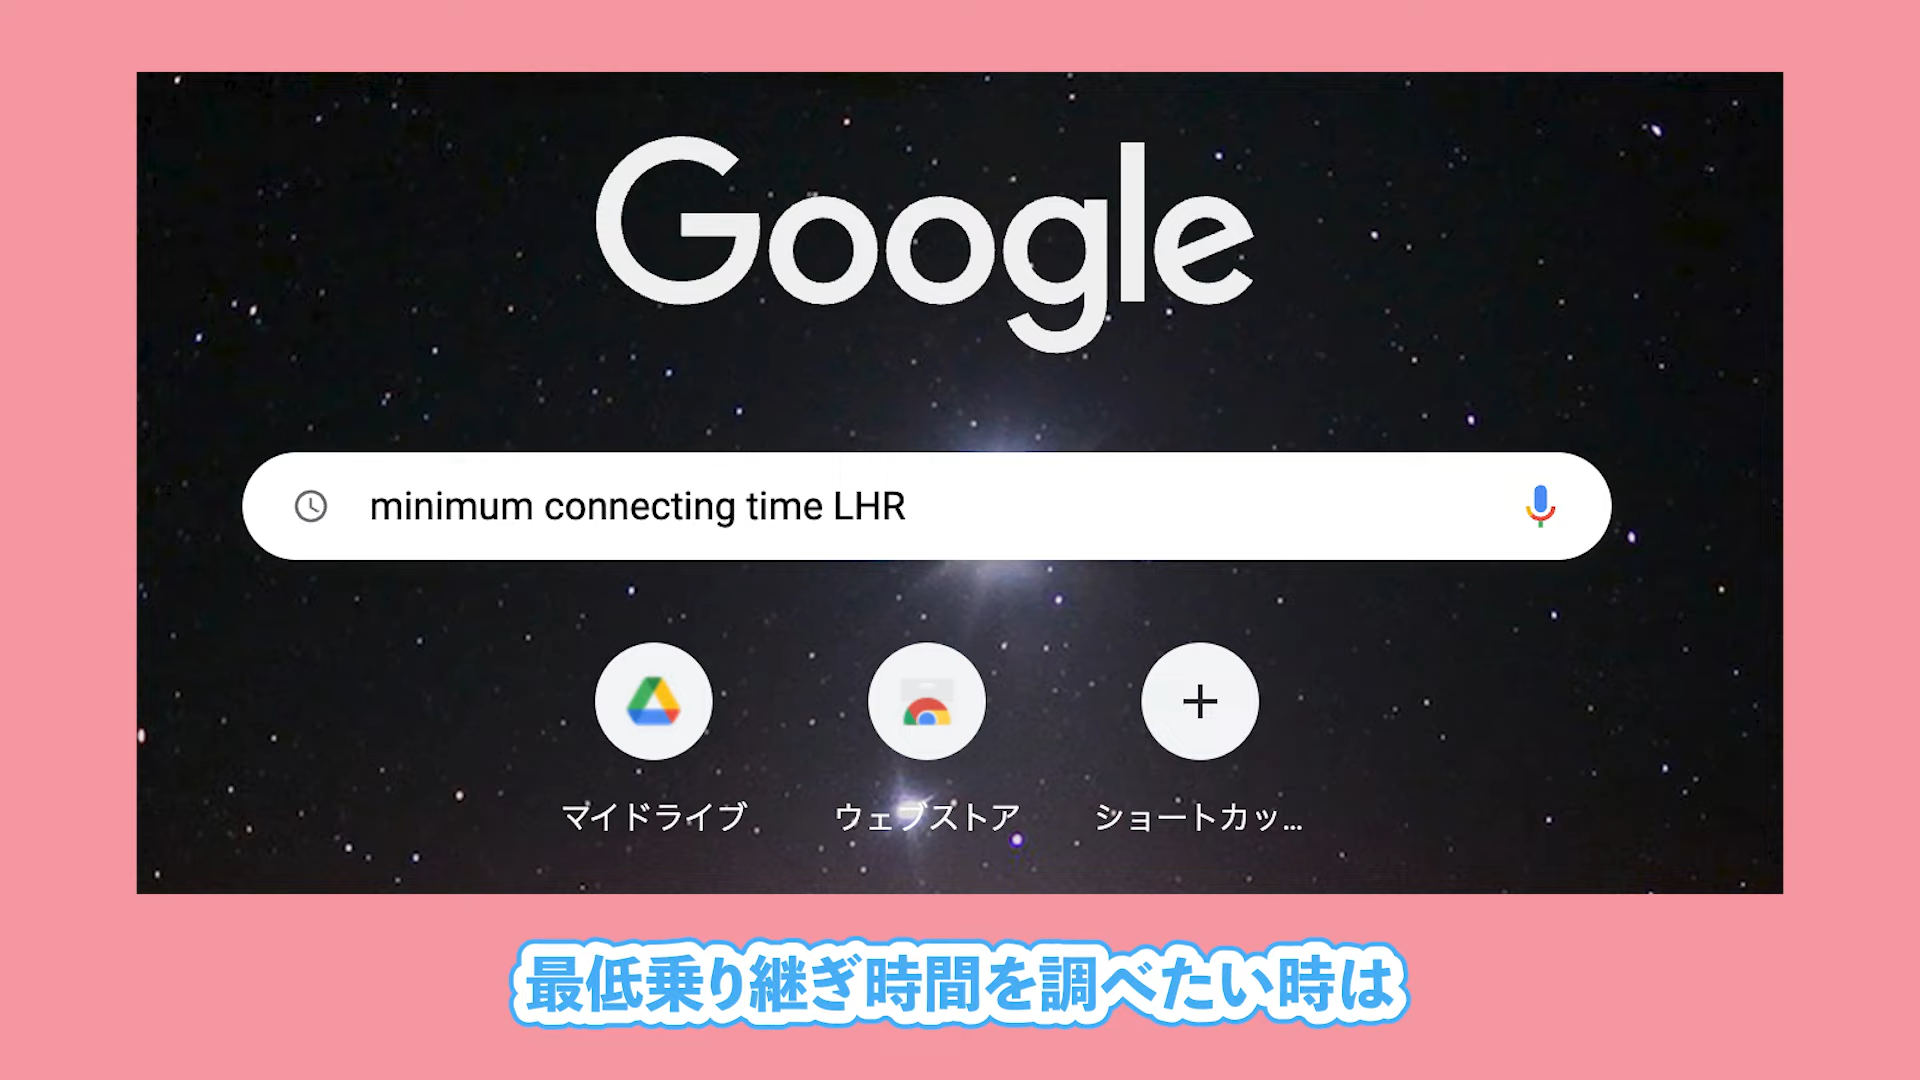 Google
minimum connecting time LHR
マイドライブ
ウェブストア
ショートカッ...
最低乗り継ぎ時間を調べたい時は